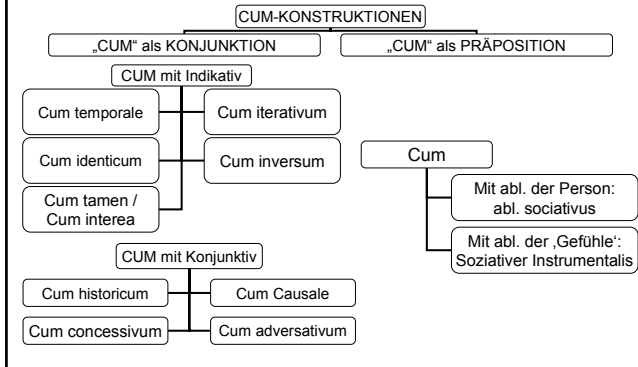 CUM-KONSTRUKTIONEN
„CUM“ als KONJUNKTION
„CUM“ als PRÄPOSITION
CUM mit Indikativ
Cum temporale
Cum iterativum
Cum identicum
Cum inversum
Cum tamen /
Cum interea
Cum
Mit abl. der Person:
abl. sociativus
Mit abl. der ‚Gefühle‘:
Soziativer Instrumentalis
CUM mit Konjunktiv
Cum historicum
Cum Causale
Cum concessivum
Cum adversativum